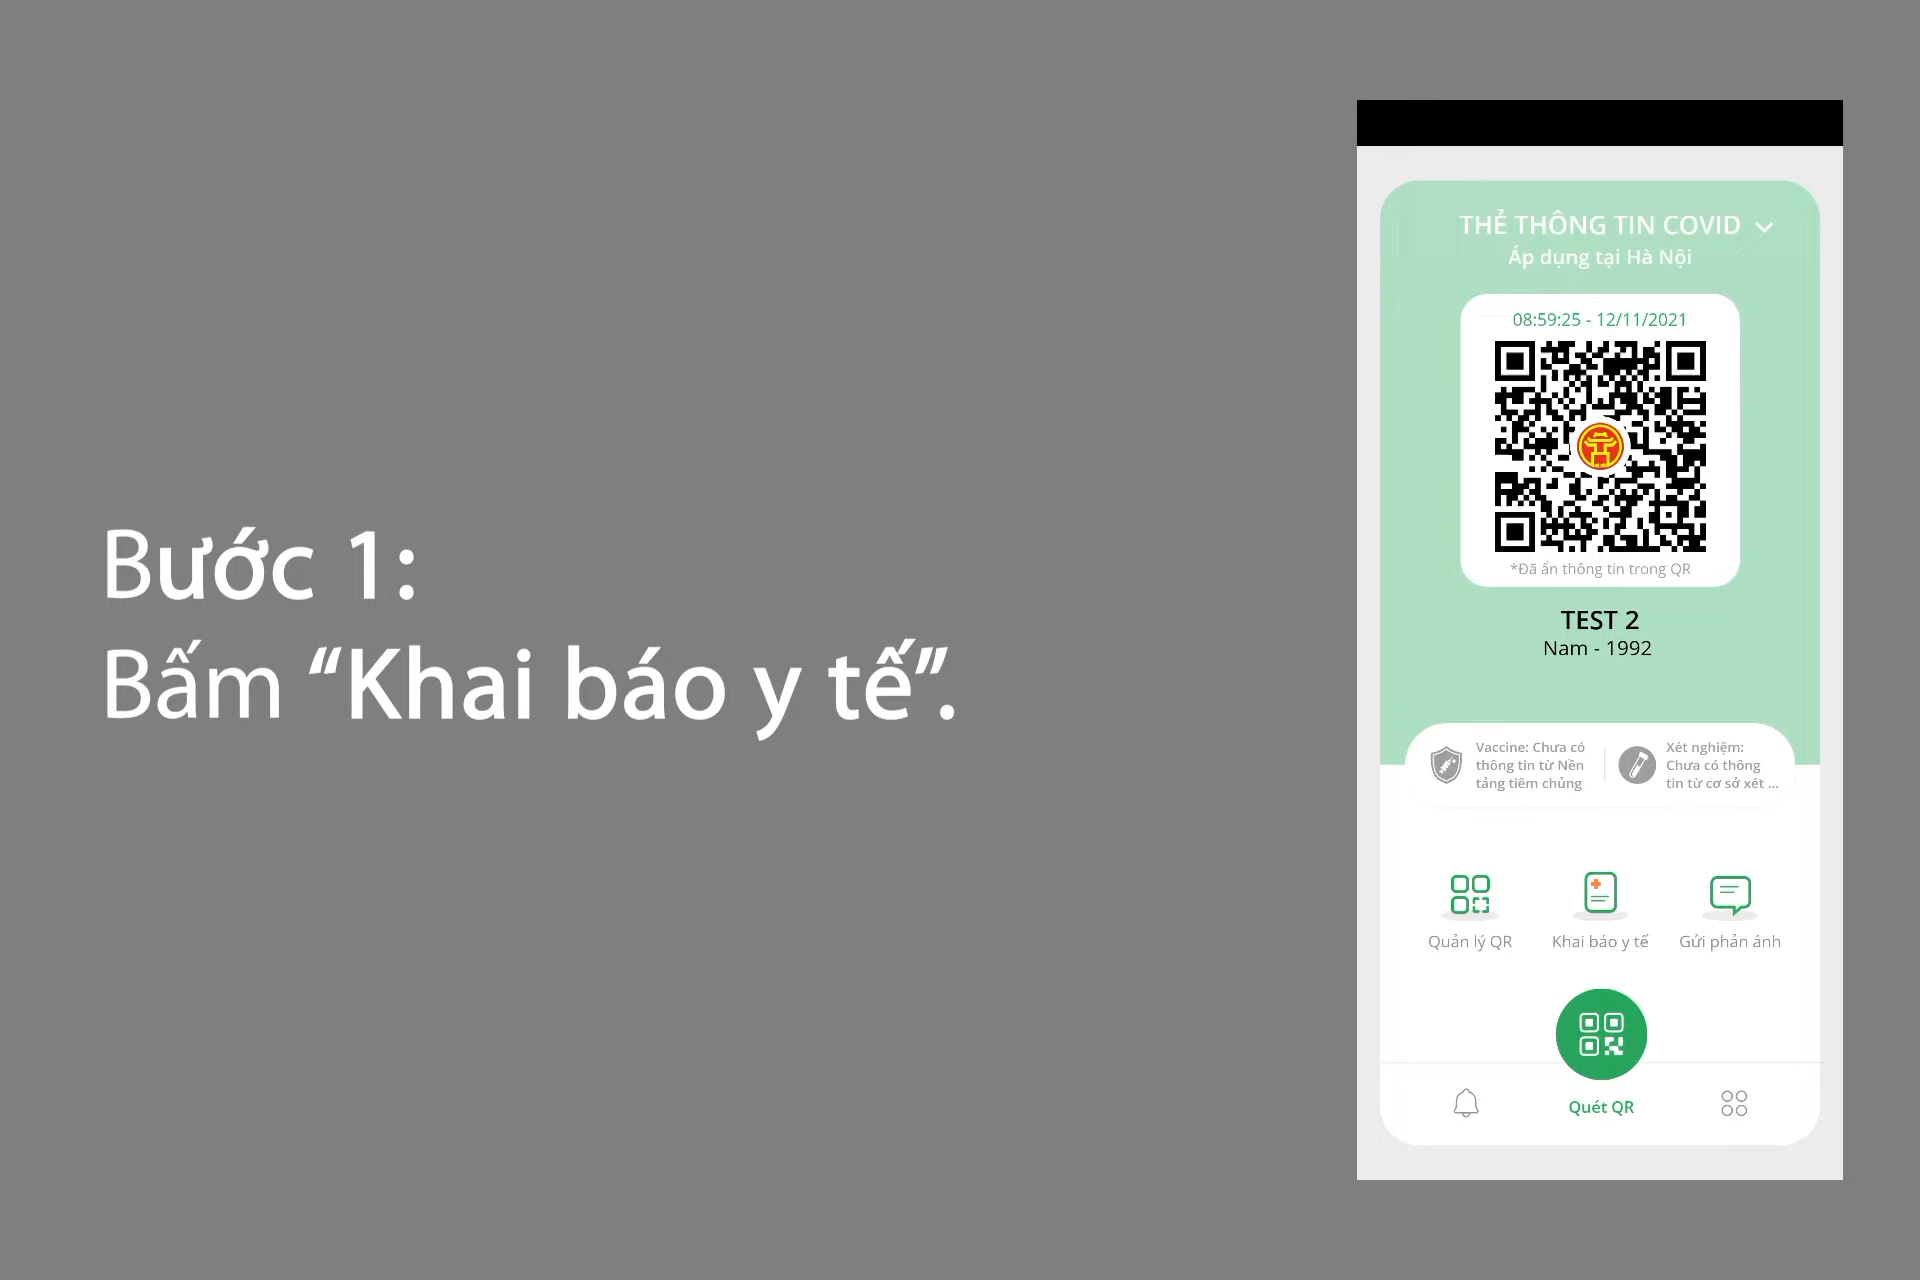 Bước 1:
Bấm “Khai báo y tế”.
THẺ THÔNG TIN COVID
Áp dụng tại Hà Nội
08:59:25 - 12/11/2021
*Đã ẩn thông tin trong QR
TEST 2
Nam - 1992
Vaccine: Chưa có
thông tin từ Nền
tảng tiêm chủng
Xét nghiệm:
Chưa có thông
tin từ cơ sở xét ...
Quản lý QR
Khai báo y tế
Gửi phản ánh
Quét QR